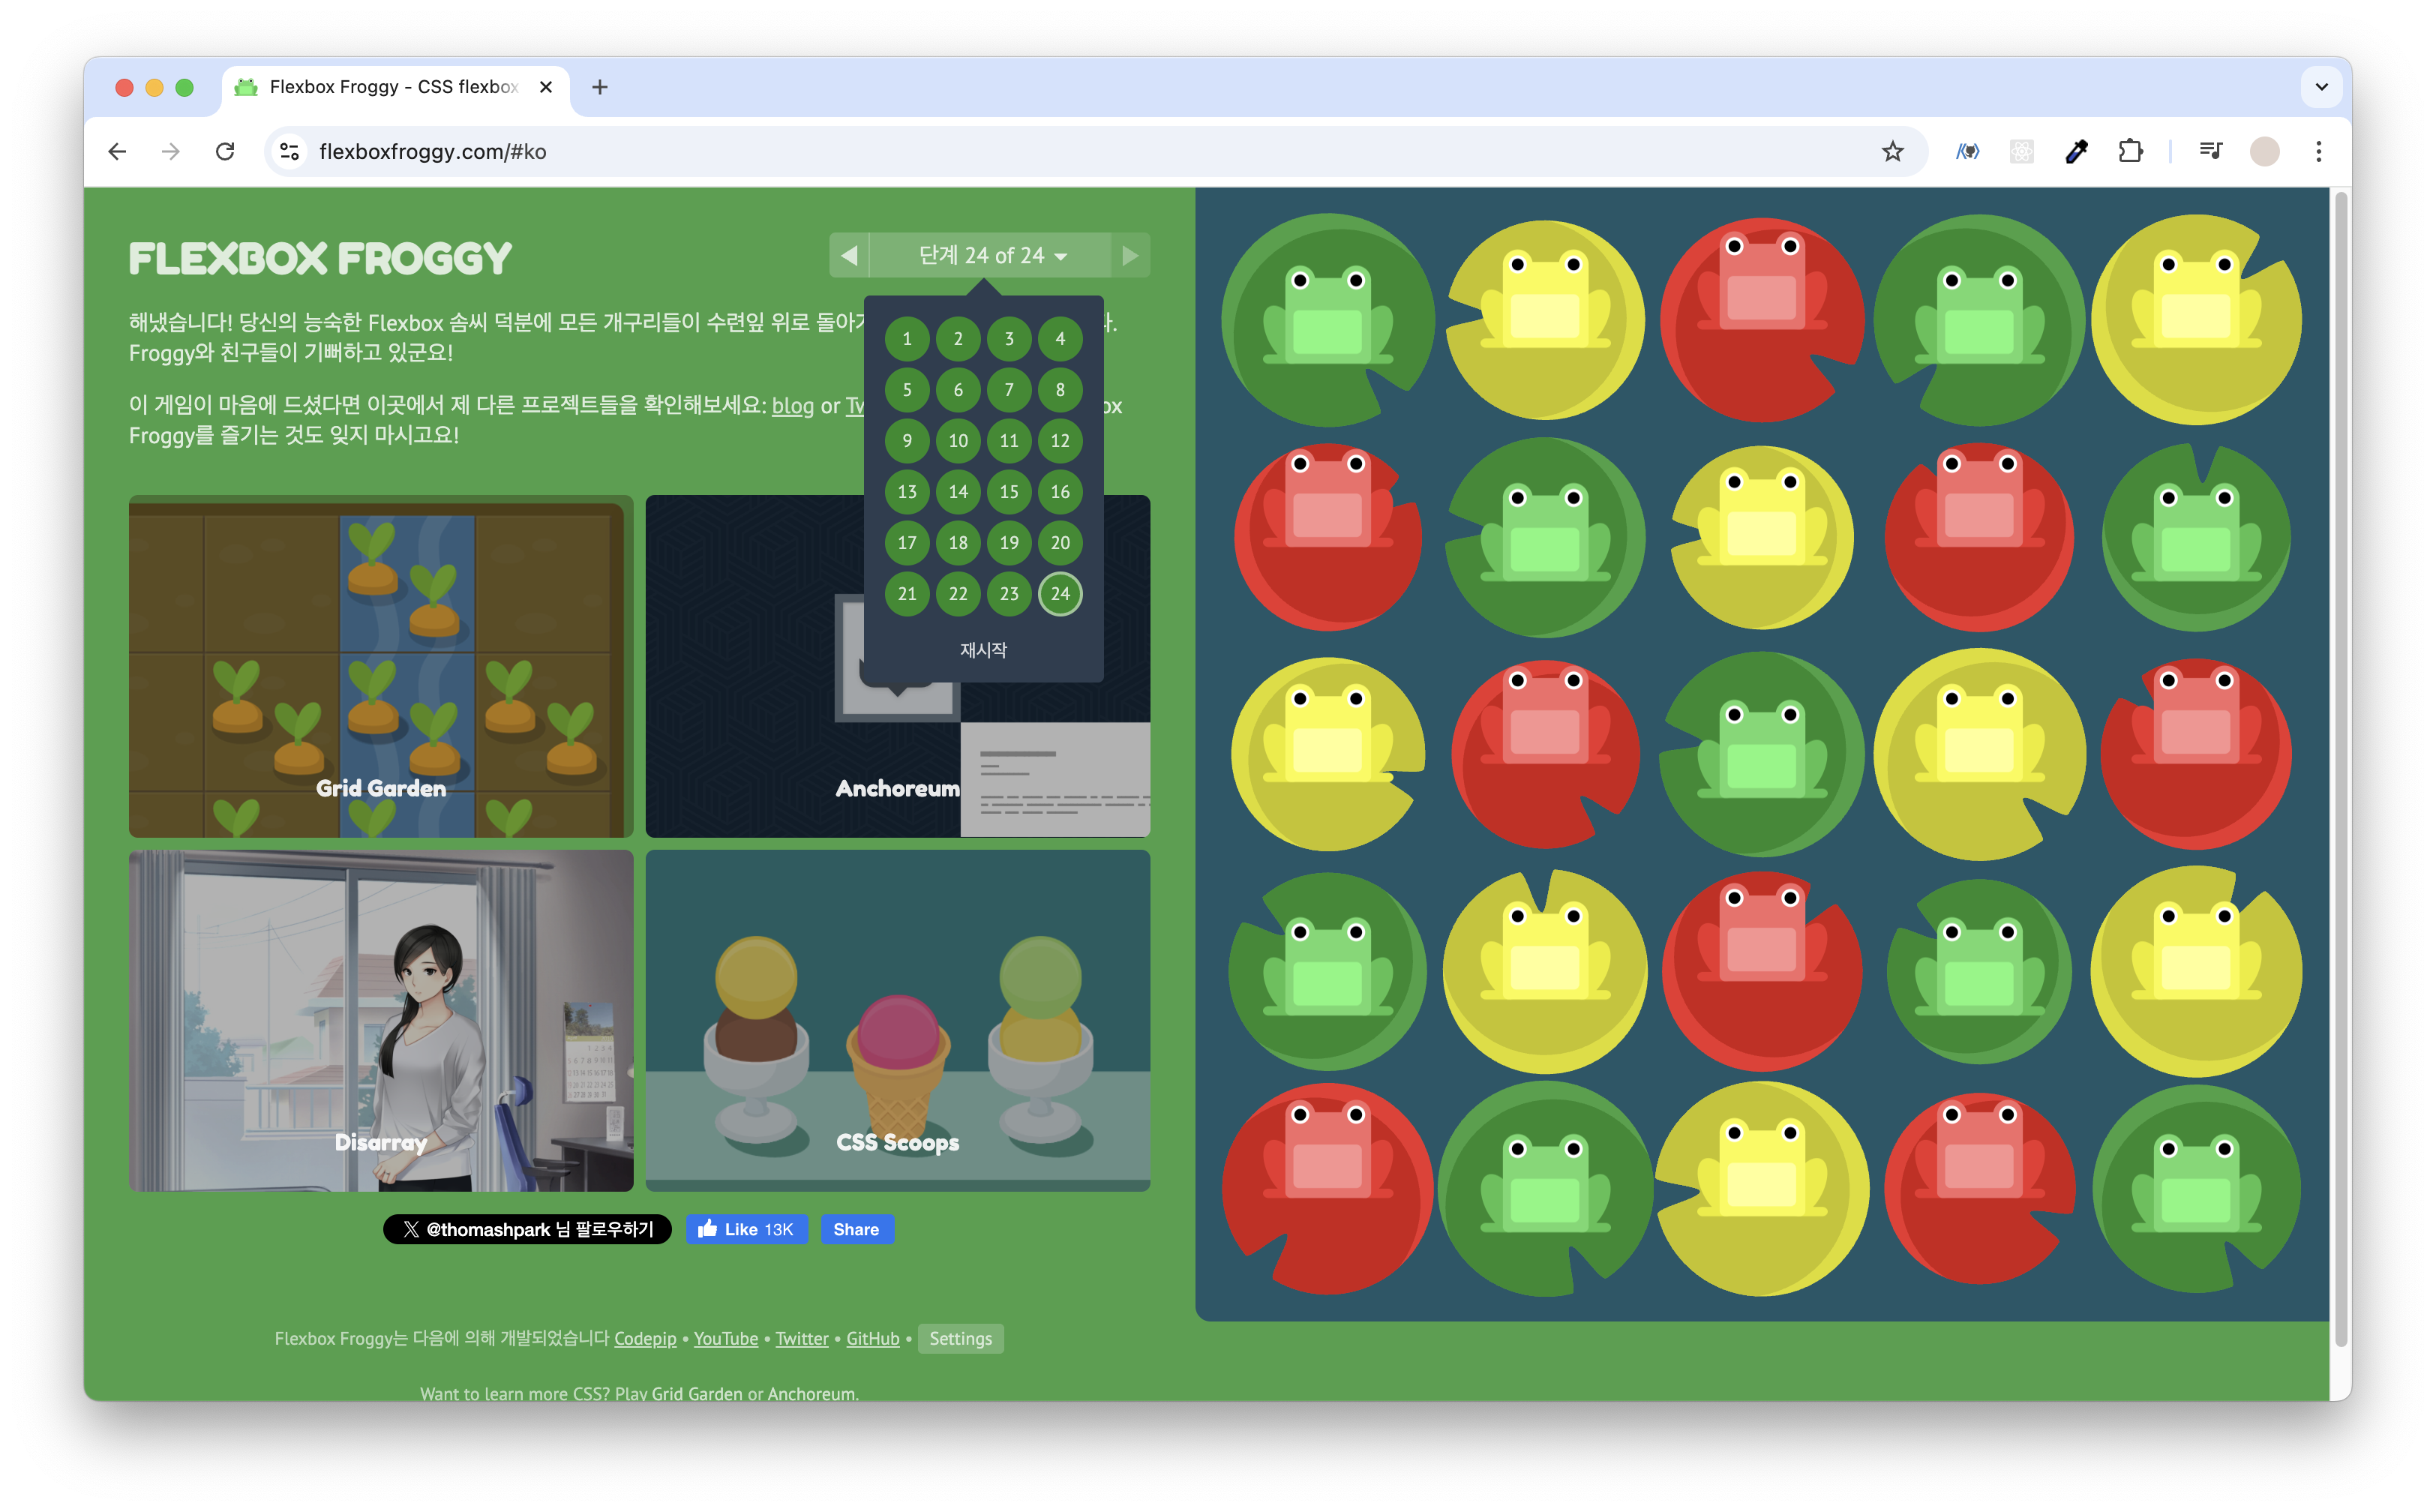 Flexbox Froggy - CSS flexbox
flexboxfroggy.com/#ko
FLEXBOX FROGGY
단계 24 of 24
해냈습니다! 당신의 능숙한 Flexbox 솜씨 덕분에 모든 개구리들이 수련잎 위로 돌아가
다.
Froggy와 친구들이 기뻐하고 있군요!
이 게임이 마음에 드셨다면 이곳에서 제 다른 프로젝트들을 확인해보세요: blog or Tw
ox
Froggy를 즐기는 것도 잊지 마시고요!
1 2 3 4
5 6 7 8
9 10 11 12
13 14 15 16
17 18 19 20
21 22 23 24
재시작
Grid Garden
Anchoreum
Disarray
CSS Scoops
X @thomashpark 님 팔로우하기
Like 13K
Share
Flexbox Froggy는 다음에 의해 개발되었습니다 Codepip • YouTube • Twitter • GitHub • Settings
Want to learn more CSS? Play Grid Garden or Anchoreum.